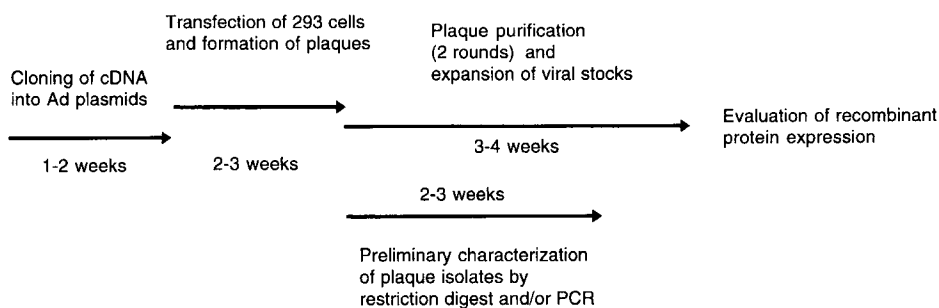 Transfection of 293 cells
and formation of plaques
Plaque purification
(2 rounds) and
expansion of viral stocks
Cloning of cDNA
into Ad plasmids
Evaluation of recombinant
protein expression
1-2 weeks
2-3 weeks
3-4 weeks
2-3 weeks
Preliminary characterization
of plaque isolates by
restriction digest and/or PCR